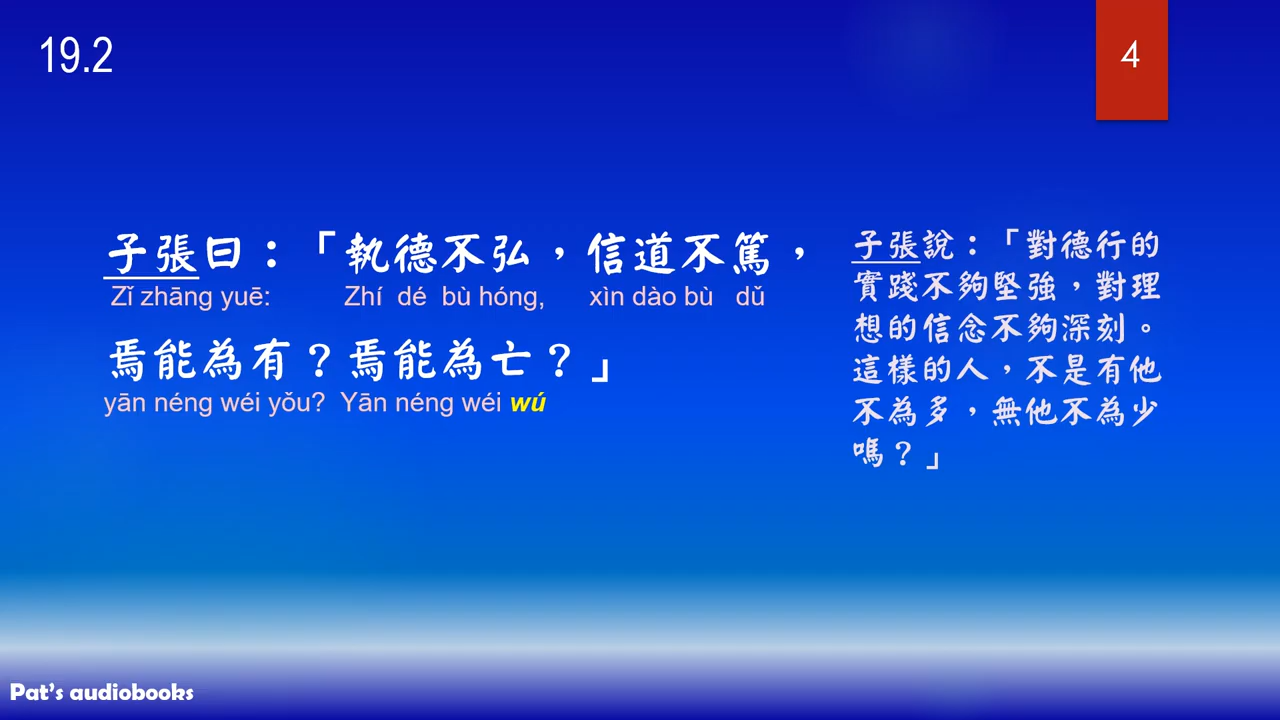 19.2
4
子張曰：「執德不弘，信道不篤，
Zǐ zhāng yuē: Zhí dé bù hóng, xìn dào bù dǔ
焉能為有？焉能為亡？」
yān néng wéi yǒu? Yān néng wéi wú
子張說：「對德行的
實踐不夠堅強，對理
想的信念不夠深刻。
這樣的人，不是有他
不為多，無他不為少
嗎？」
Pat's audiobooks